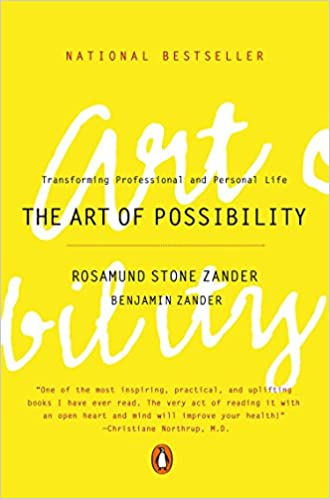 NATIONAL BESTSELLER
Art o
Transforming Professional and Personal Life
THE ART OF POSSIBILITY
ROSAMUND STONE ZANDER
BENJAMIN ZANDER
bility
"One of the most inspiring, practical, and uplifting
books I have ever read. The very act of reading it with
an open heart and mind will improve your health!"
—Christiane Northrup, M.D.